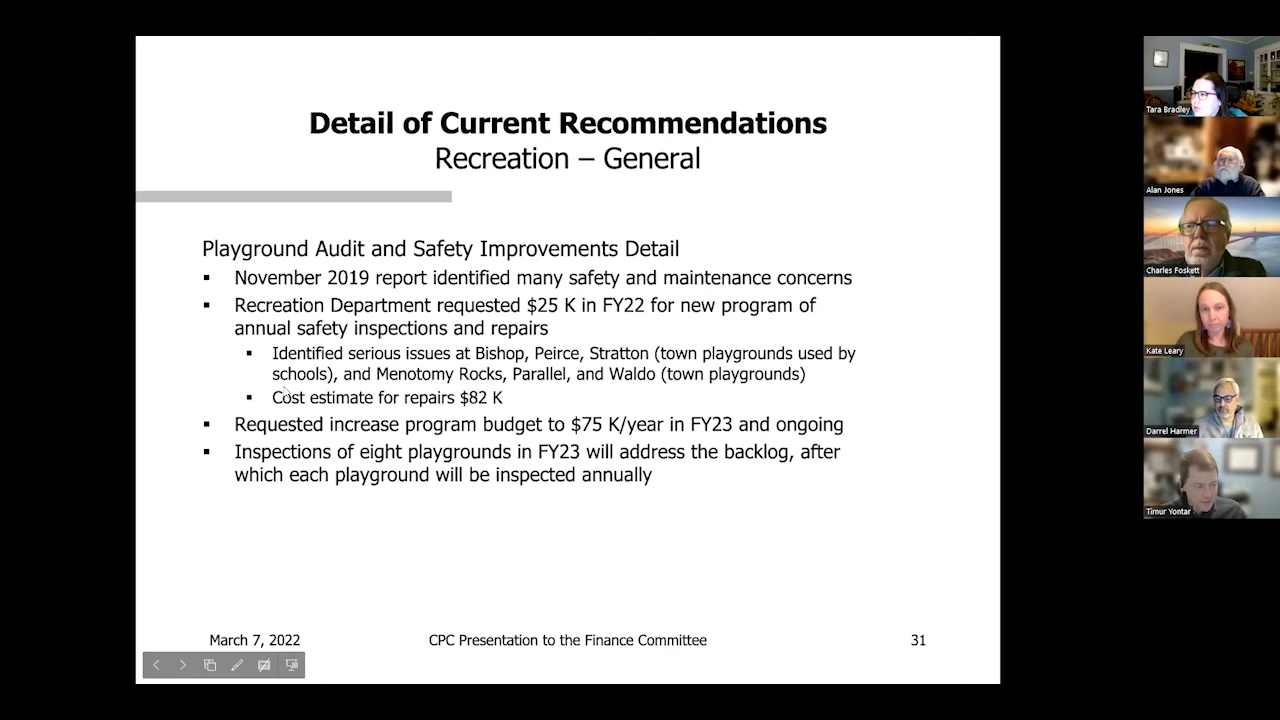 Detail of Current Recommendations
Recreation – General
Playground Audit and Safety Improvements Detail
▪ November 2019 report identified many safety and maintenance concerns
▪ Recreation Department requested $25 K in FY22 for new program of
annual safety inspections and repairs
▪ Identified serious issues at Bishop, Peirce, Stratton (town playgrounds used by
schools), and Menotomy Rocks, Parallel, and Waldo (town playgrounds)
▪ Cost estimate for repairs $82 K
▪ Requested increase program budget to $75 K/year in FY23 and ongoing
▪ Inspections of eight playgrounds in FY23 will address the backlog, after
which each playground will be inspected annually
March 7, 2022
CPC Presentation to the Finance Committee
31
Tara Bradley
Alan Jones
Charles Foskett
Kate Leary
Darrel Harmer
Timur Yontar